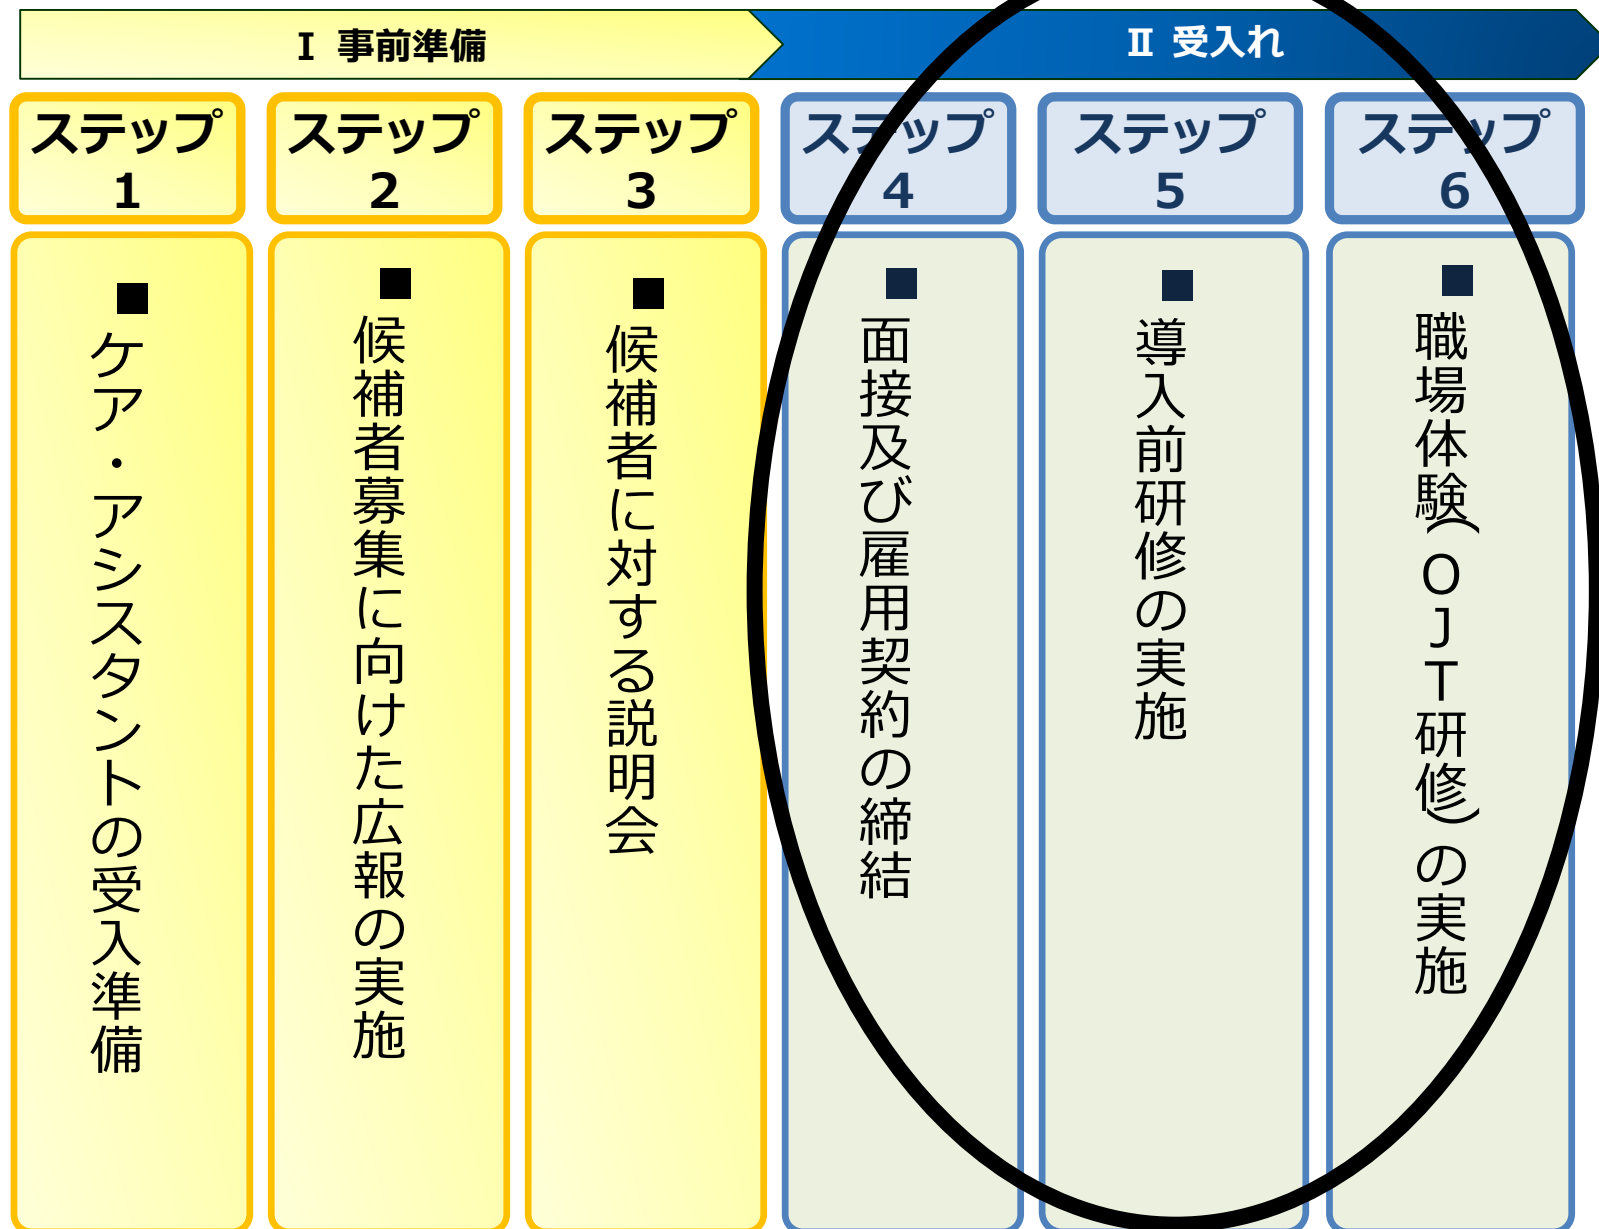 Ⅰ 事前準備
Ⅱ 受入れ
ステップ
1
ステップ
2
ステップ
3
ステップ
4
ステップ
5
ステップ
6
■ケア・アシスタントの受入準備
■候補者募集に向けた広報の実施
■候補者に対する説明会
■面接及び雇用契約の締結
■導入前研修の実施
■職場体験（ＯＪＴ研修）の実施